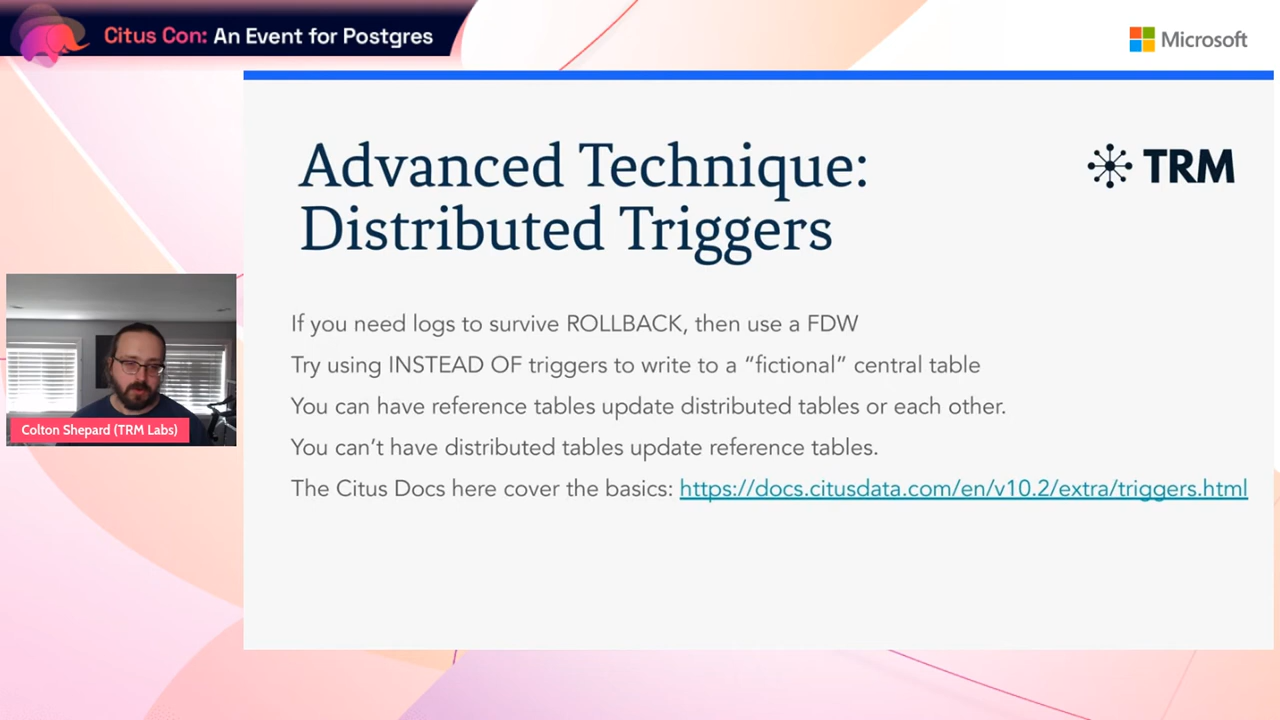 Citus Con: An Event for Postgres
Microsoft
Advanced Technique:
Distributed Triggers
TRM
If you need logs to survive ROLLBACK, then use a FDW
Try using INSTEAD OF triggers to write to a “fictional” central table
You can have reference tables update distributed tables or each other.
You can’t have distributed tables update reference tables.
The Citus Docs here cover the basics: https://docs.citusdata.com/en/v10.2/extra/triggers.html
Colton Shepard (TRM Labs)